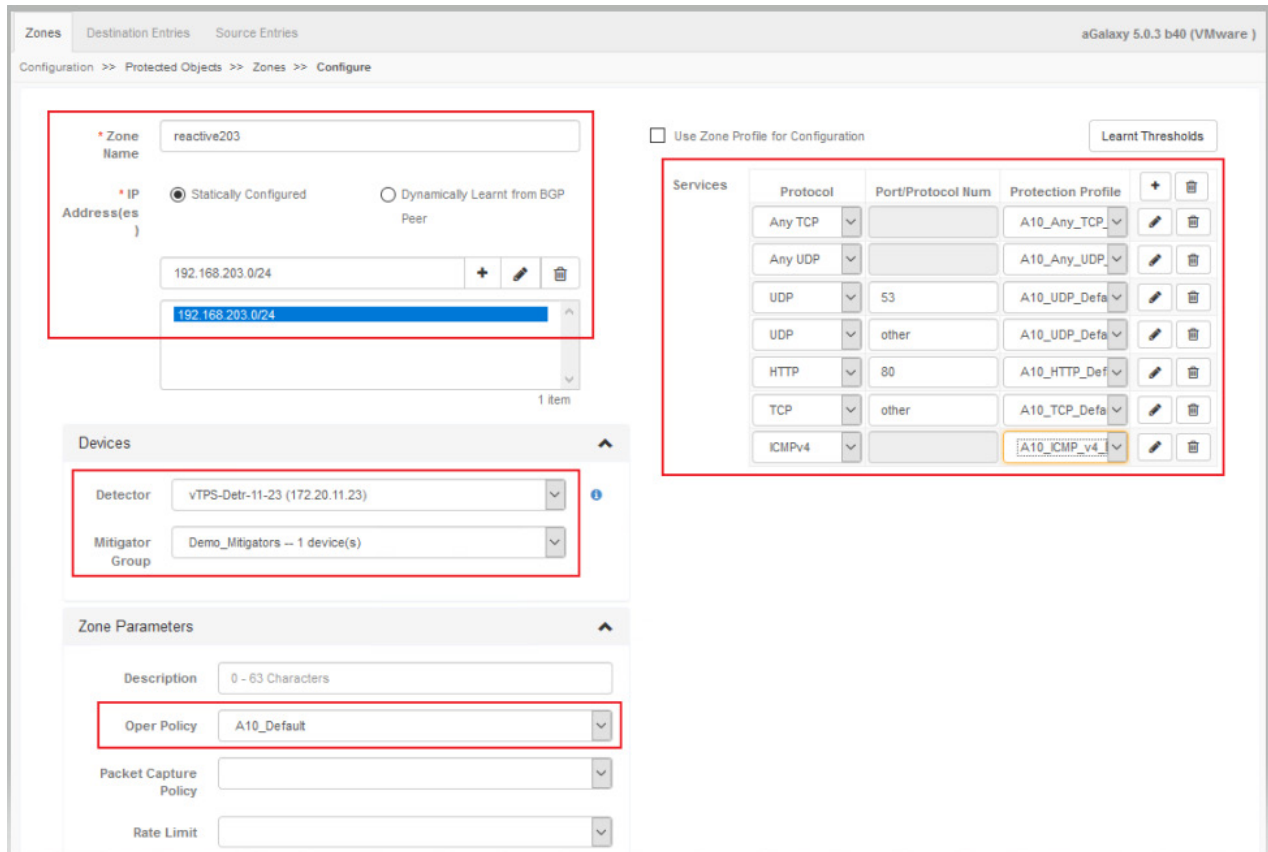 Zones Destination Entries Source Entries aGalaxy 5.0.3 b40 (VMware )
Configuration >> Protected Objects >> Zones >> Configure
* Zone Name reactive203
* IP Address(es) Statically Configured Dynamically Learnt from BGP Peer
192.168.203.0/24
192.168.203.0/24
1 item
Devices
Detector vTPS-Detr-11-23 (172.20.11.23)
Mitigator Group Demo_Mitigators -- 1 device(s)
Zone Parameters
Description 0 - 63 Characters
Oper Policy A10_Default
Packet Capture Policy
Rate Limit
Use Zone Profile for Configuration Learnt Thresholds
Services Protocol Port/Protocol Num Protection Profile
Any TCP A10_Any_TCP_
Any UDP A10_Any_UDP_
UDP 53 A10_UDP_Defa
UDP other A10_UDP_Defa
HTTP 80 A10_HTTP_Def
TCP other A10_TCP_Defa
ICMPv4 A10_ICMP_v4_